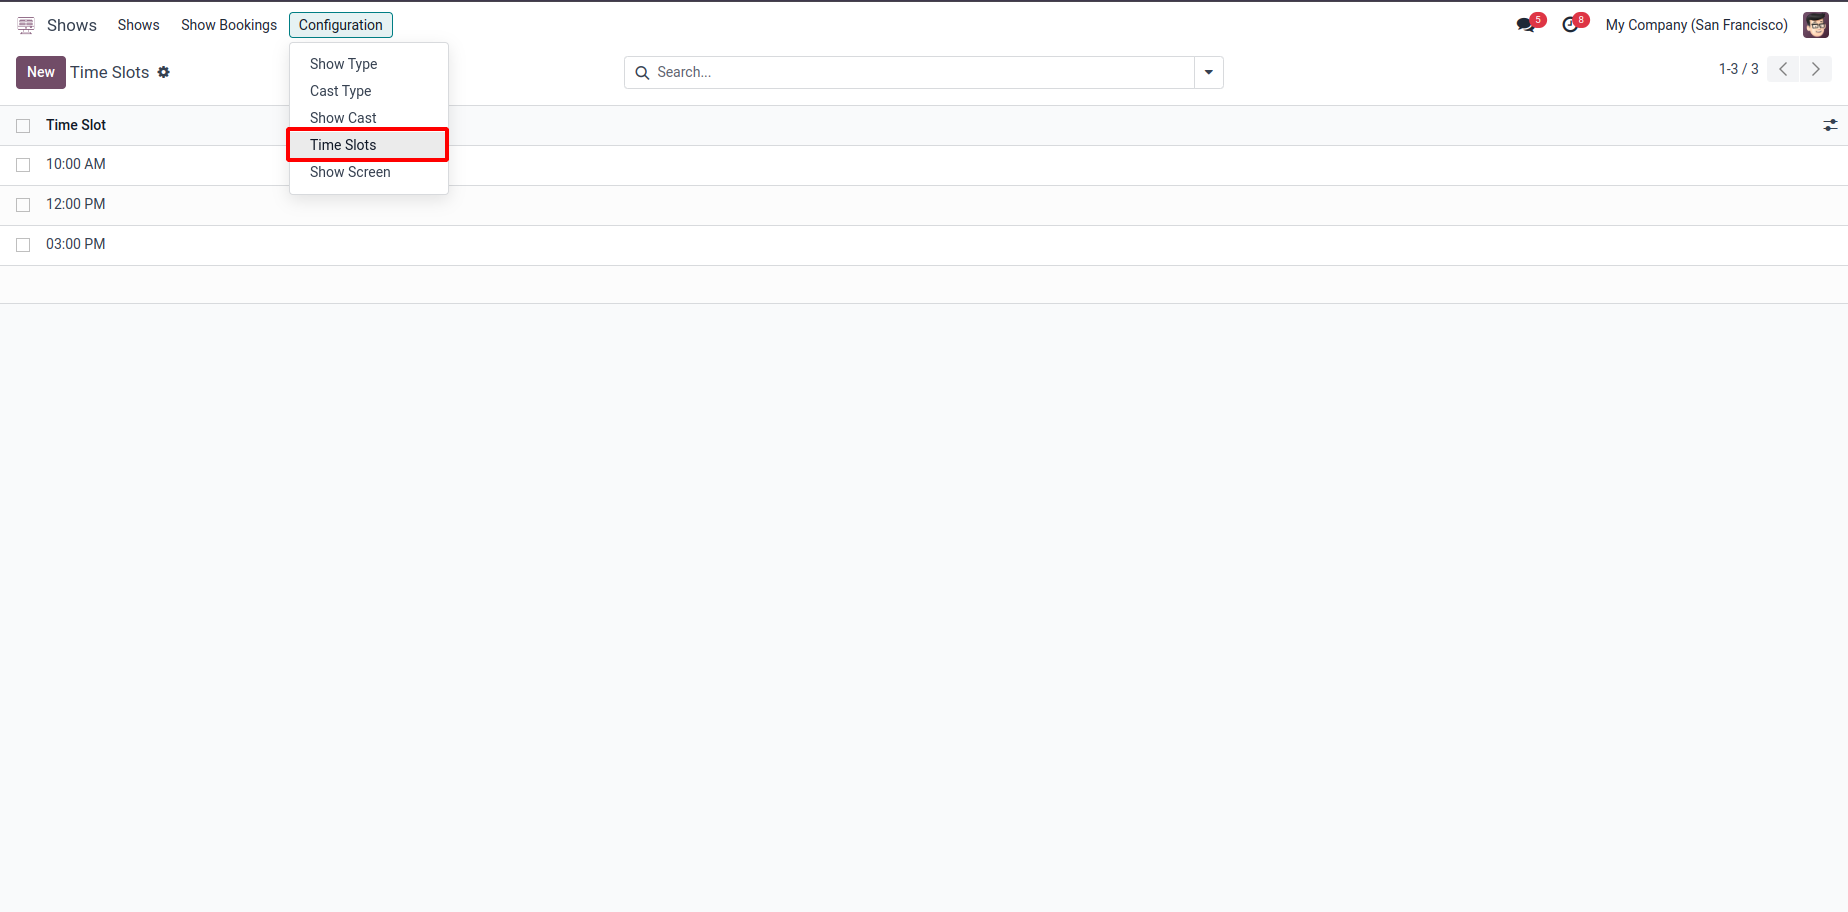 Shows Shows Show Bookings Configuration 5 8 My Company (San Francisco)
New Time Slots Search... 1-3 / 3
Show Type
Cast Type
Show Cast
Time Slots
Show Screen
Time Slot
10:00 AM
12:00 PM
03:00 PM